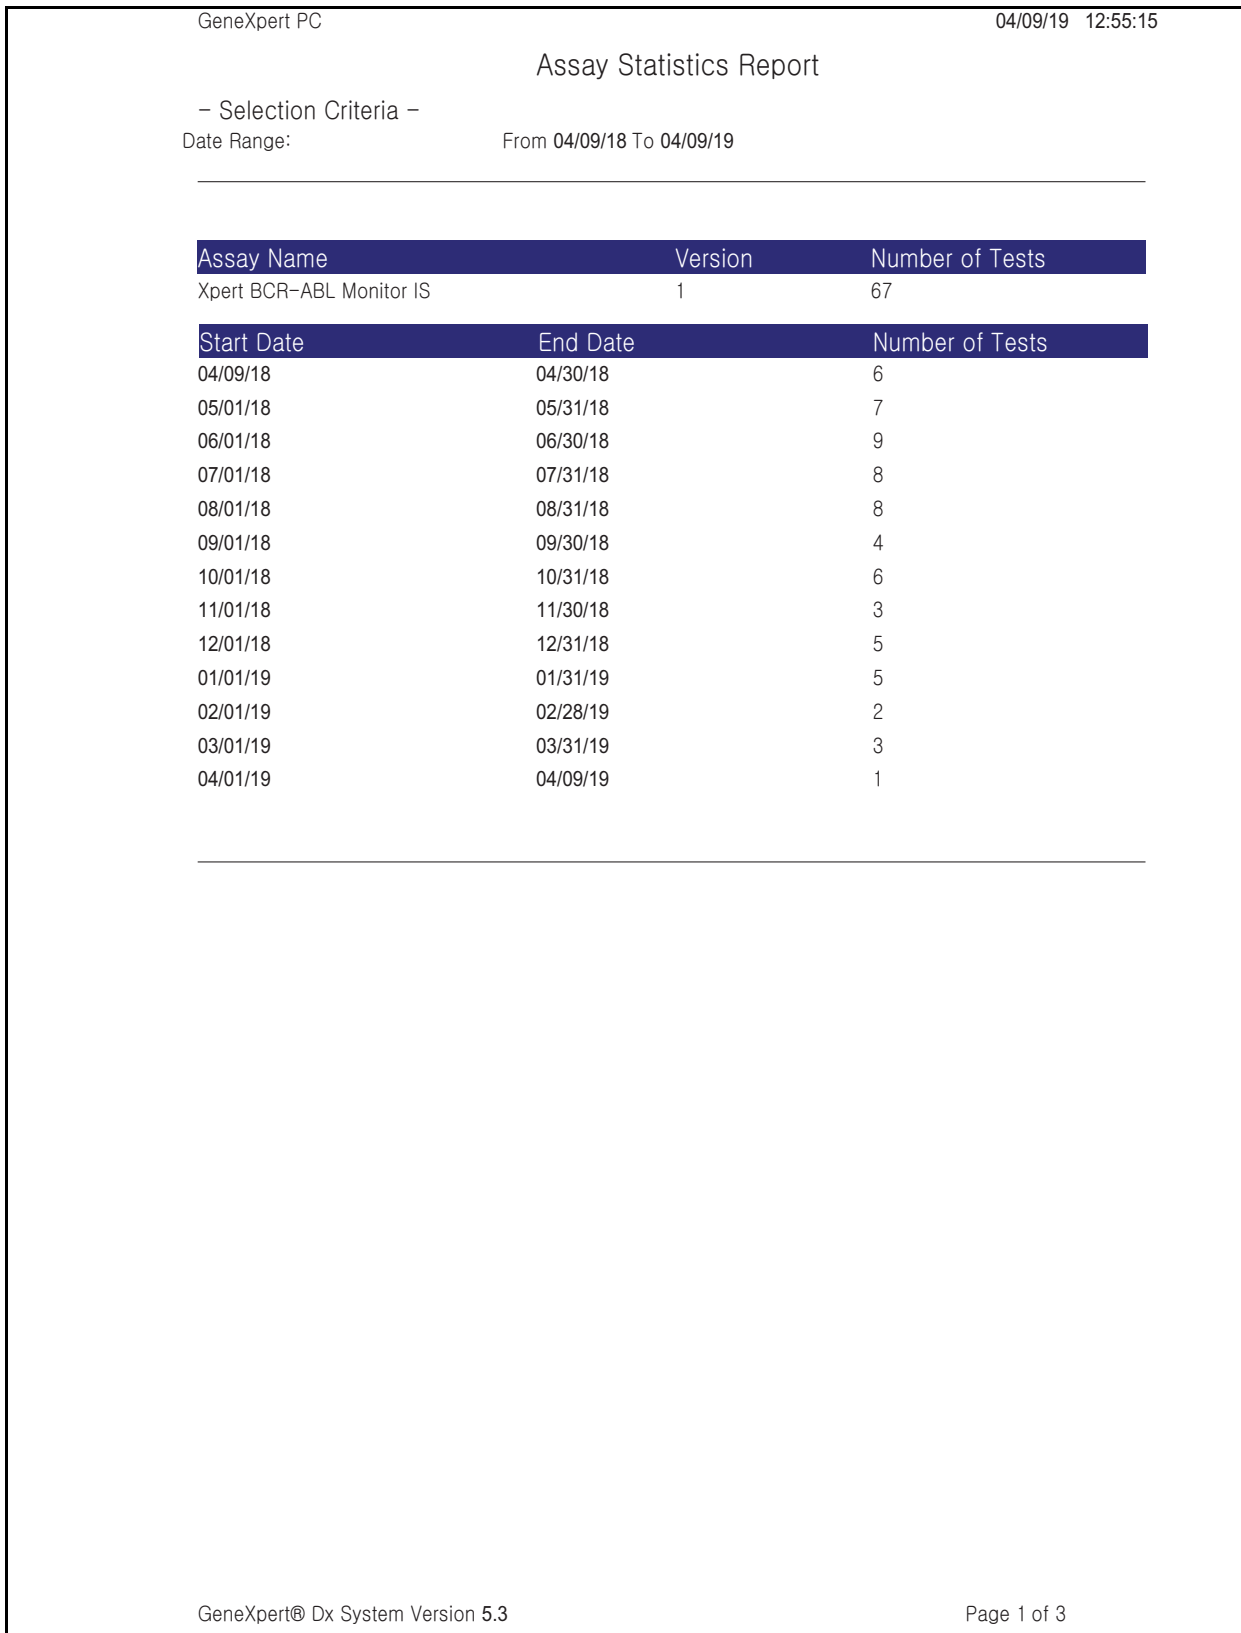 GeneXpert PC 04/09/19 12:55:15
Assay Statistics Report
- Selection Criteria -
Date Range: From 04/09/18 To 04/09/19
Assay Name Version Number of Tests
Xpert BCR-ABL Monitor IS 1 67
Start Date End Date Number of Tests
04/09/18 04/30/18 6
05/01/18 05/31/18 7
06/01/18 06/30/18 9
07/01/18 07/31/18 8
08/01/18 08/31/18 8
09/01/18 09/30/18 4
10/01/18 10/31/18 6
11/01/18 11/30/18 3
12/01/18 12/31/18 5
01/01/19 01/31/19 5
02/01/19 02/28/19 2
03/01/19 03/31/19 3
04/01/19 04/09/19 1
GeneXpert® Dx System Version 5.3 Page 1 of 3